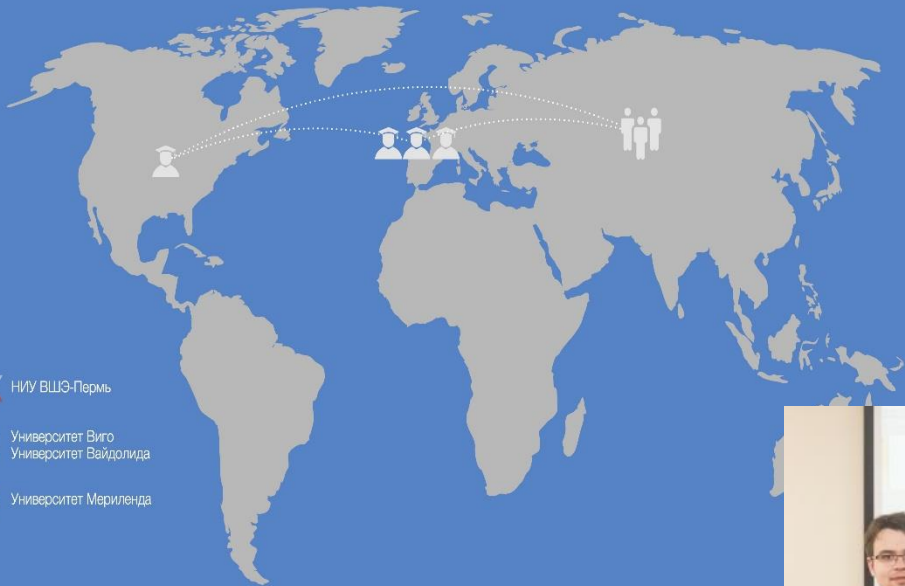 НИУ ВШЭ-Пермь
Университет Виго
Университет Вайдолида
Университет Мериленда